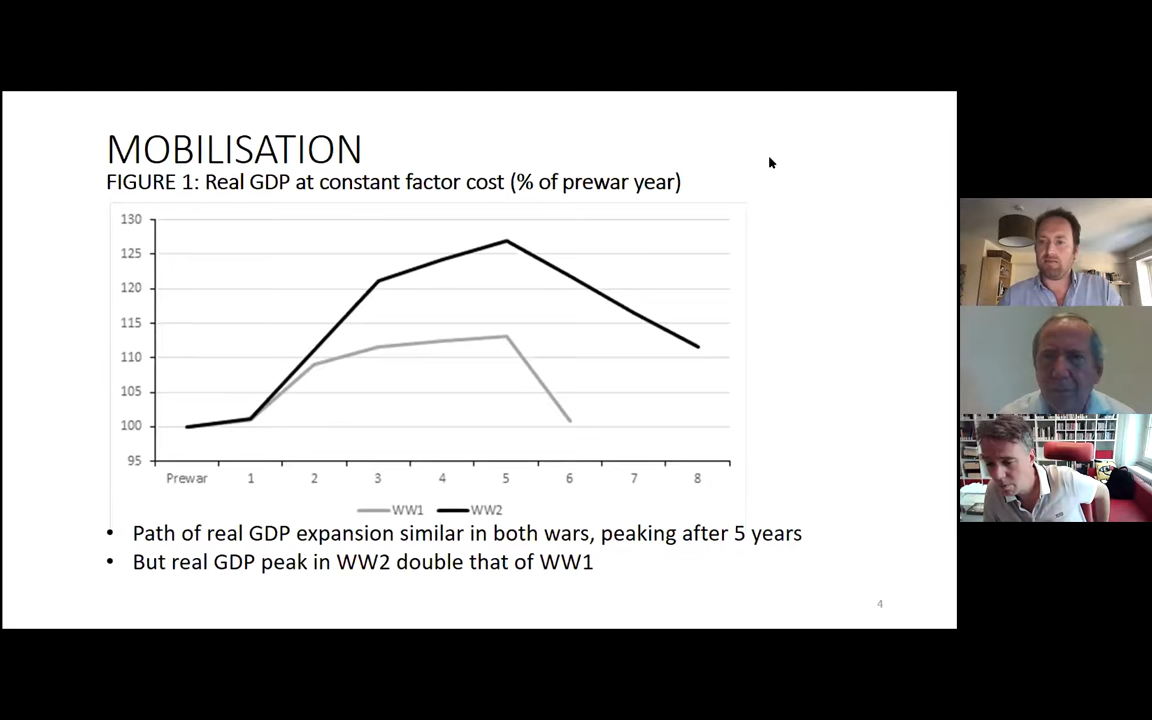 MOBILISATION
FIGURE 1: Real GDP at constant factor cost (% of prewar year)
130
125
120
115
110
105
100
95
Prewar 1 2 3 4 5 6 7 8
WW1 WW2
• Path of real GDP expansion similar in both wars, peaking after 5 years
• But real GDP peak in WW2 double that of WW1
4